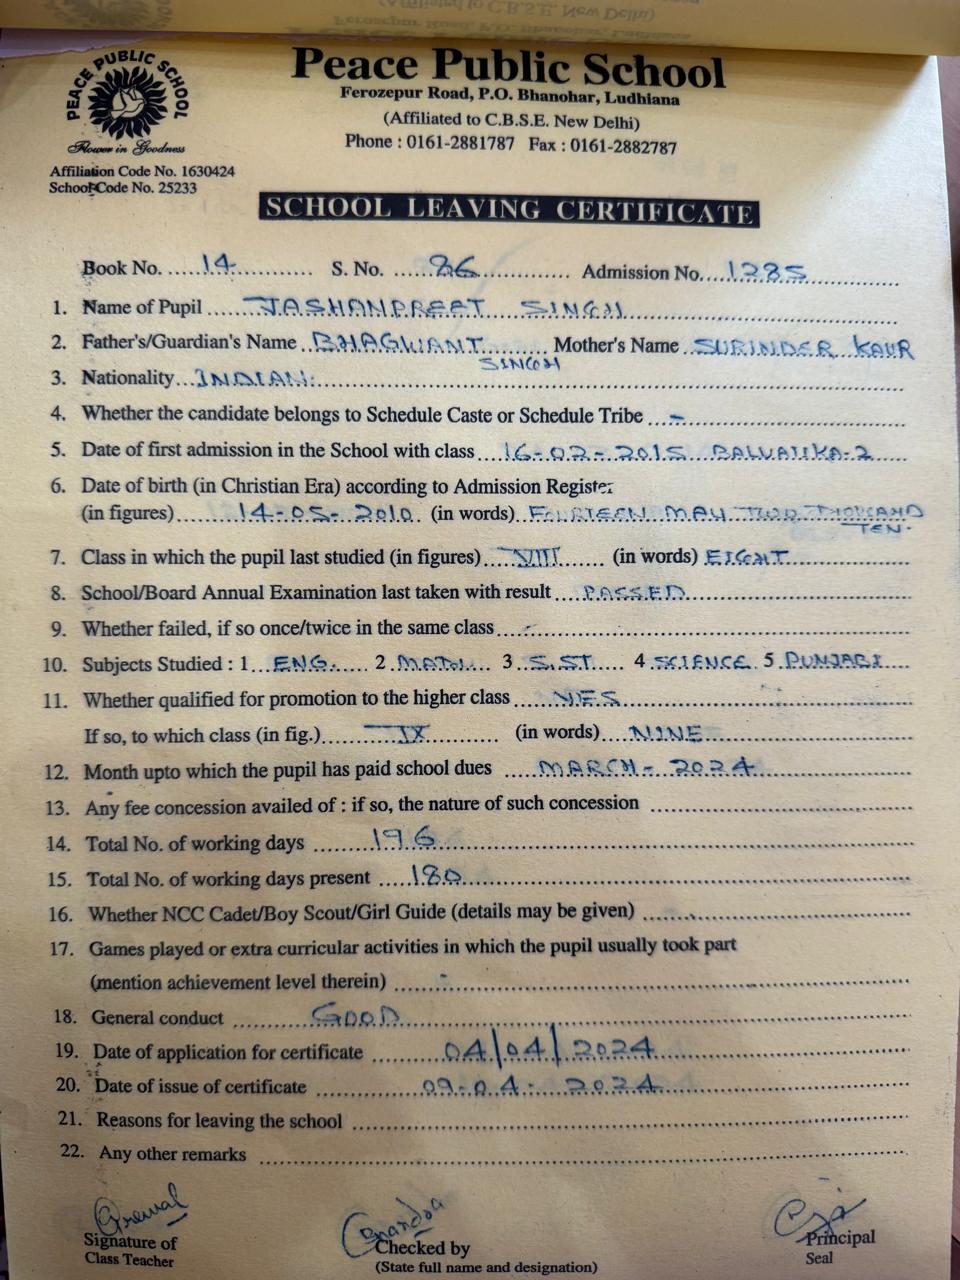 (Affiliated to C.B.S.E. New Delhi)
Ferozepur Road, P.O. Bhanohar, Ludhiana
PEACE PUBLIC SCHOOL
Flower in Goodness
Peace Public School
Ferozepur Road, P.O. Bhanohar, Ludhiana
(Affiliated to C.B.S.E. New Delhi)
Phone : 0161-2881787 Fax : 0161-2882787
Affiliation Code No. 1630424
School Code No. 25233
SCHOOL LEAVING CERTIFICATE
Book No. 14 S. No. 86 Admission No. 1285
1. Name of Pupil JASHANPREET SINGH
2. Father's/Guardian's Name BHAGWANT SINGH Mother's Name SURINDER KAUR
3. Nationality INDIAN.
4. Whether the candidate belongs to Schedule Caste or Schedule Tribe -
5. Date of first admission in the School with class 16-02-2015 BALVATIKA-2
6. Date of birth (in Christian Era) according to Admission Register
(in figures) 14-05-2010 (in words) FOURTEEN MAY TWO THOUSAND TEN.
7. Class in which the pupil last studied (in figures) VIII (in words) EIGHT
8. School/Board Annual Examination last taken with result PASSED
9. Whether failed, if so once/twice in the same class -
10. Subjects Studied : 1 ENG. 2 MATH. 3 S.ST. 4 SCIENCE 5 PUNJABI
11. Whether qualified for promotion to the higher class YES
If so, to which class (in fig.) IX (in words) NINE
12. Month upto which the pupil has paid school dues MARCH - 2024
13. Any fee concession availed of : if so, the nature of such concession
14. Total No. of working days 196
15. Total No. of working days present 180
16. Whether NCC Cadet/Boy Scout/Girl Guide (details may be given)
17. Games played or extra curricular activities in which the pupil usually took part
(mention achievement level therein) -
18. General conduct GOOD
19. Date of application for certificate 04/04/2024
20. Date of issue of certificate 09-04-2024
21. Reasons for leaving the school
22. Any other remarks
Signature of
Class Teacher
Checked by
(State full name and designation)
Principal
Seal